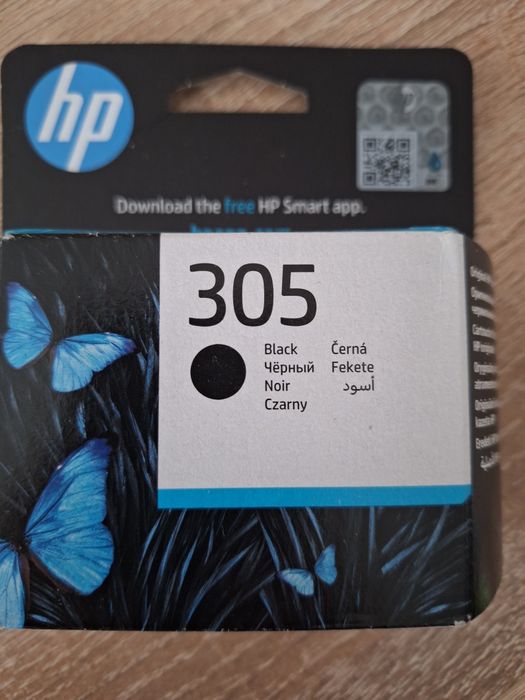 hp
Download the free HP Smart app.
305
Black
Чёрный
Noir
Czarny
Černá
Fekete
أسود